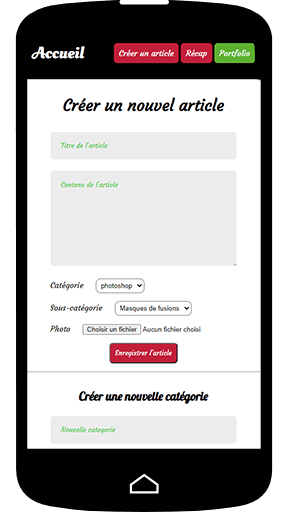 Accueil Créer un article Récap Portfolio
Créer un nouvel article
Titre de l'article
Contenu de l'article
Catégorie photoshop
Sous-catégorie Masques de fusions
Photo Choisir un fichier Aucun fichier choisi
Enregistrer l'article
Créer une nouvelle catégorie
Nouvelle categorie